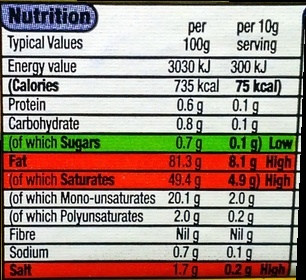 Nutrition
per per 10g
Typical Values 100g serving
Energy value 3030 kJ 300 kJ
(Calories 735 kcal 75 kcal)
Protein 0.6 g 0.1 g
Carbohydrate 0.8 g 0.1 g
(of which Sugars 0.7 g 0.1 g) Low
Fat 81.3 g 8.1 g High
(of which Saturates 49.4 g 4.9 g) High
(of which Mono-unsaturates 20.1 g 2.0 g
(of which Polyunsaturates 2.0 g 0.2 g
Fibre Nil g Nil g
Sodium 0.7 g 0.1 g
Salt 1.7 g 0.2 g High